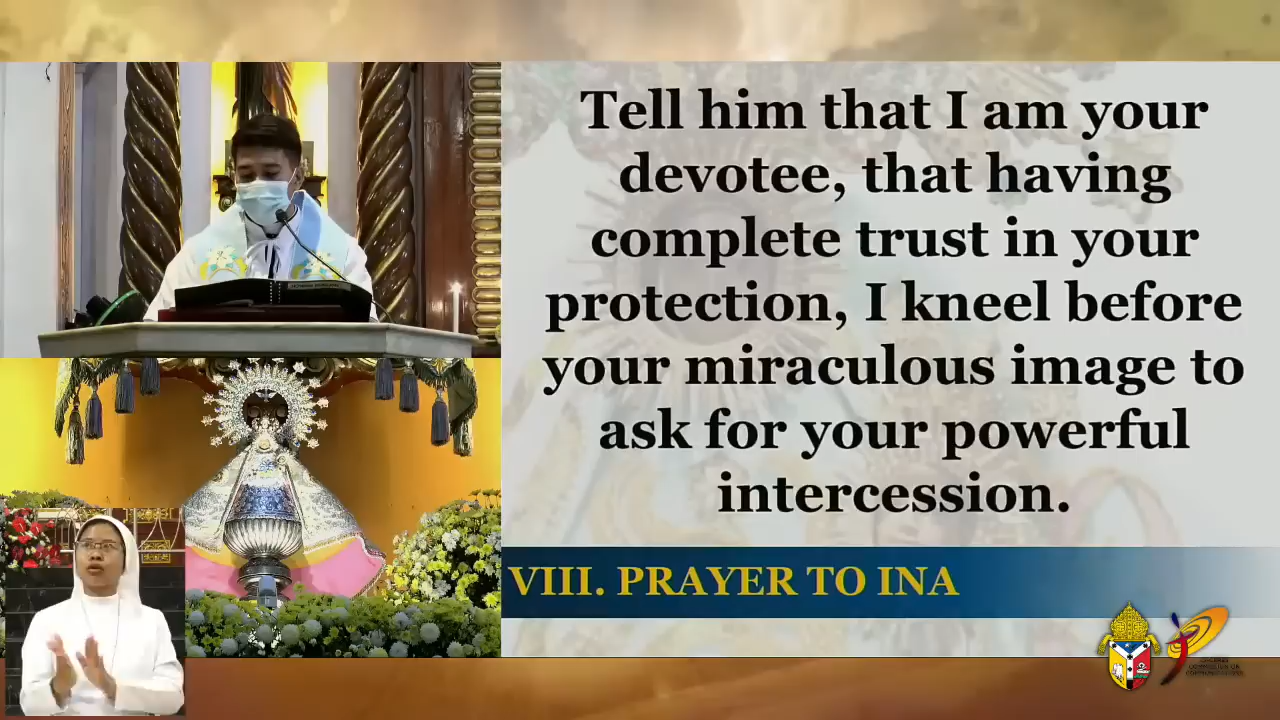 Tell him that I am your
devotee, that having
complete trust in your
protection, I kneel before
your miraculous image to
ask for your powerful
intercession.
VIII. PRAYER TO INA